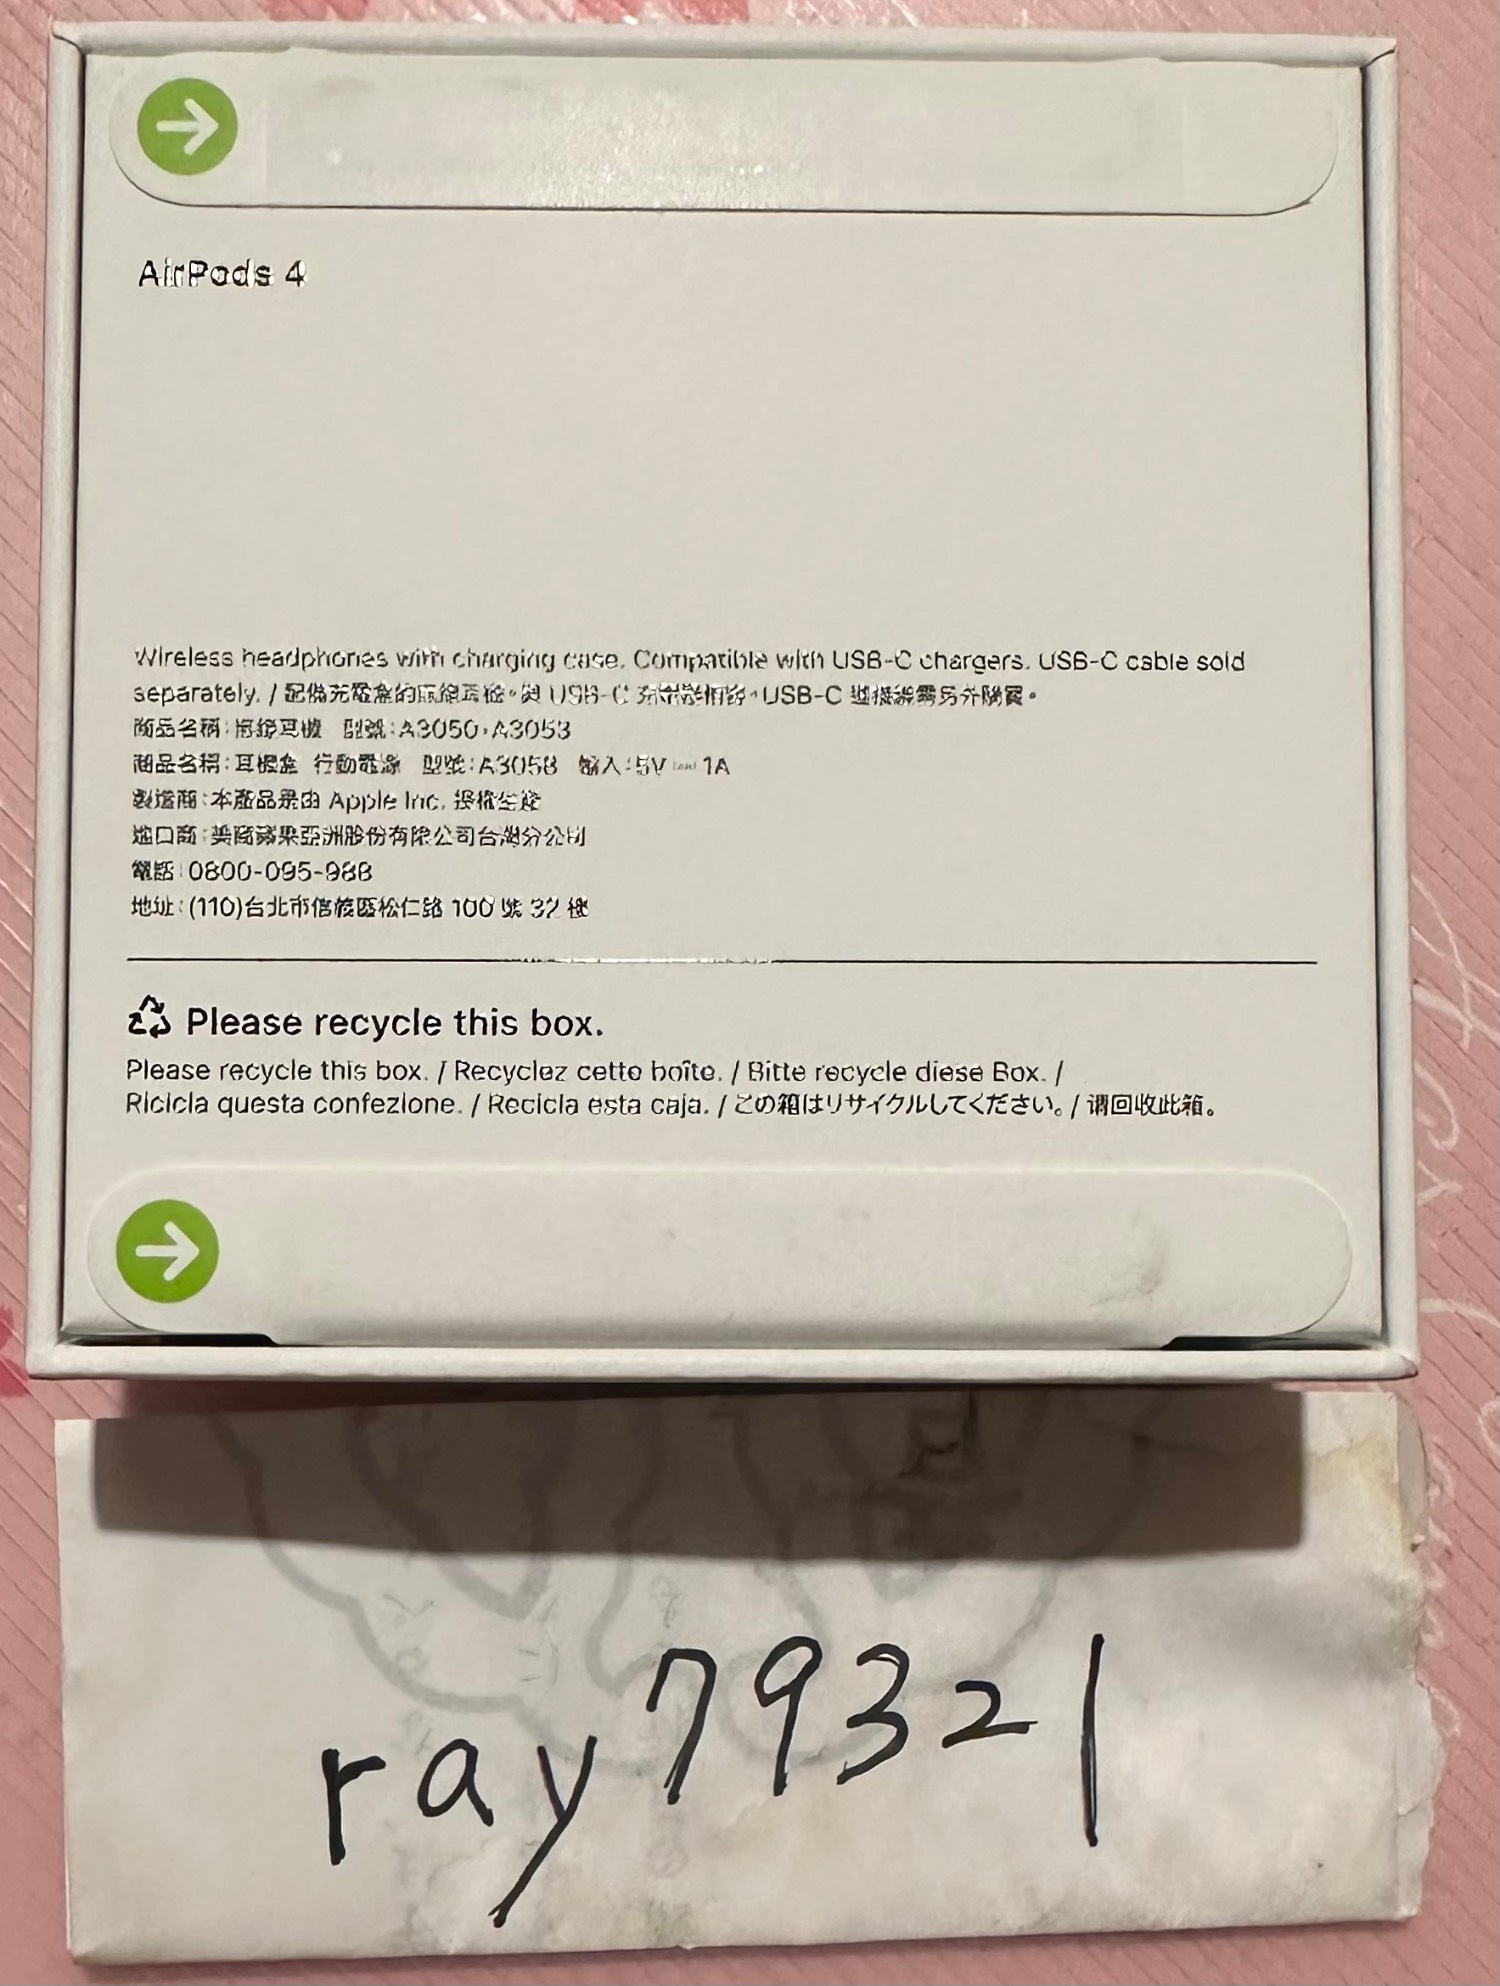 AirPods 4
Wireless headphones with charging case. Compatible with USB-C chargers. USB-C cable sold
separately. / 配備充電盒的無線耳機。與 USB-C 充電器相容。USB-C 連接線需另外購買。
商品名稱:無線耳機 型號:A3050,A3053
商品名稱:耳機盒 行動電源 型號:A3058 輸入:5V 1A
製造商:本產品是由 Apple Inc. 授權生產
進口商:美商蘋果亞洲股份有限公司台灣分公司
電話:0800-095-988
地址:(110)台北市信義區松仁路 100 號 32 樓
Please recycle this box.
Please recycle this box. / Recyclez cette boîte. / Bitte recycle diese Box. /
Ricicla questa confezione. / Recicla esta caja. / この箱はリサイクルしてください。/ 请回收此箱。
ray79321